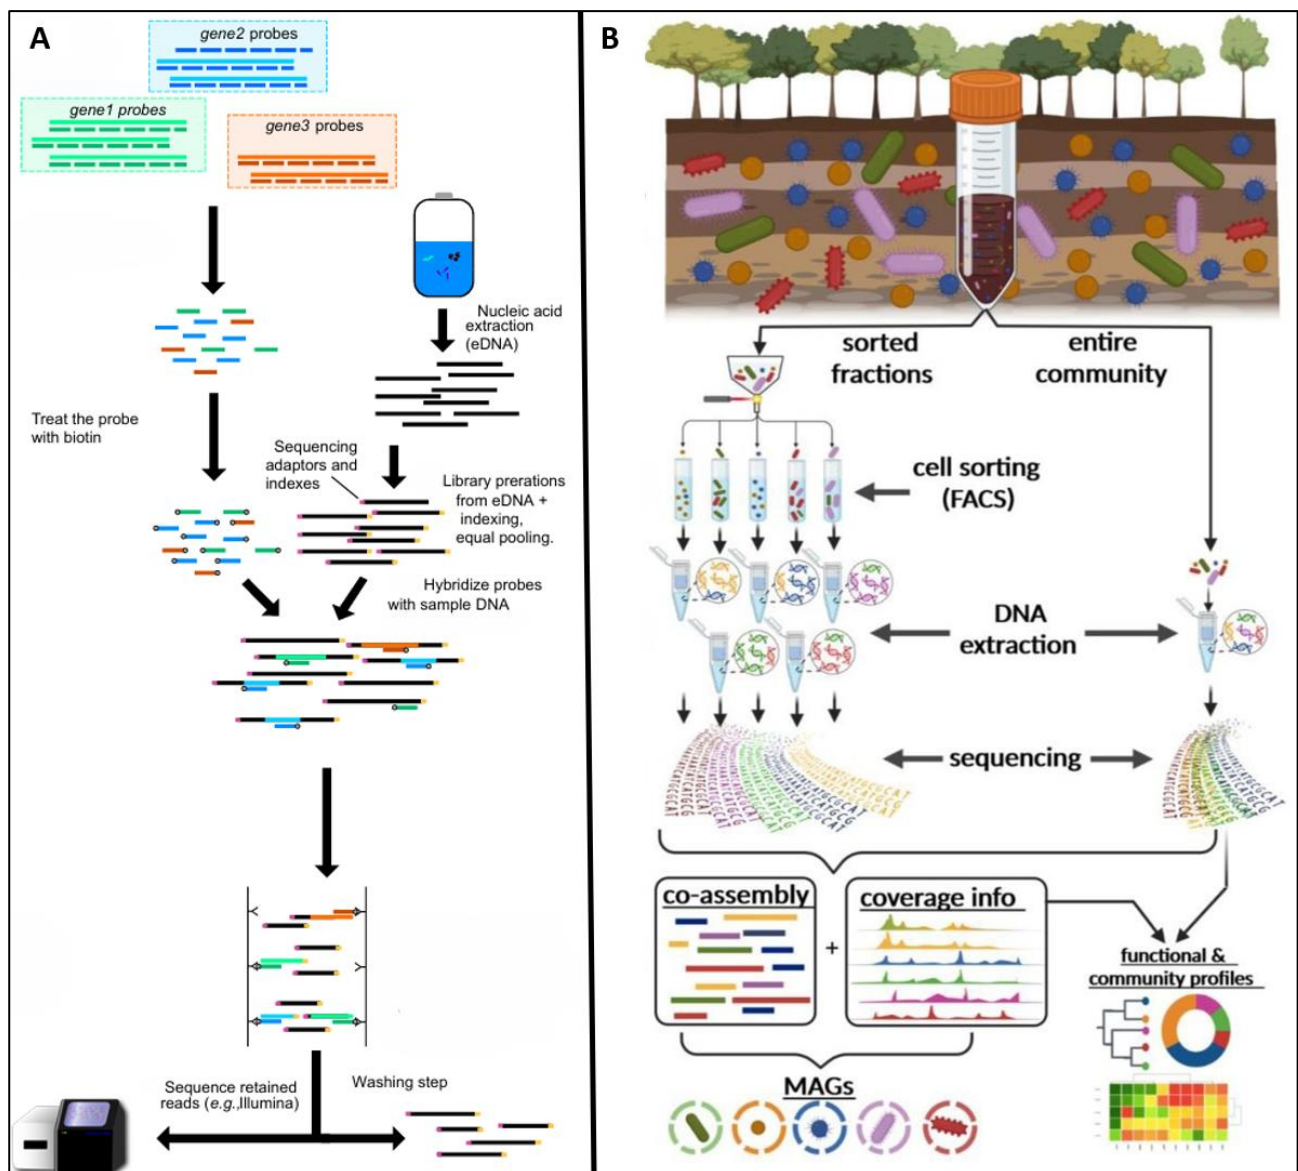 A
gene2 probes
gene1 probes
gene3 probes
Nucleic acid
extraction
(eDNA)
Treat the probe
with biotin
Sequencing
adaptors and
indexes
Library prerations
from eDNA +
indexing,
equal pooling.
Hybridize probes
with sample DNA
Sequence retained
reads (e.g.,Illumina)
Washing step
B
sorted
fractions
entire
community
cell sorting
(FACS)
DNA
extraction
sequencing
co-assembly
+
coverage info
functional &
community profiles
MAGs